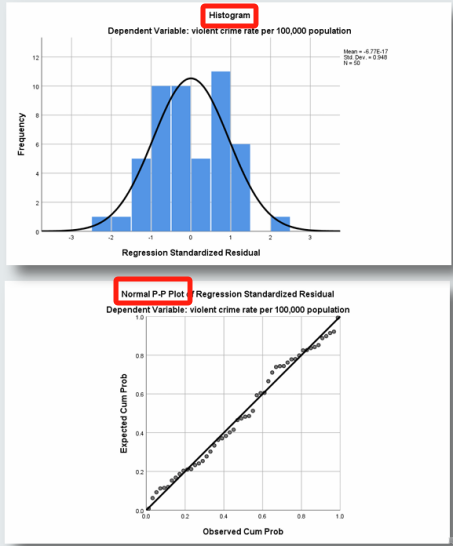 Histogram
Dependent Variable: violent crime rate per 100,000 population
Mean = -6.77E-17
Std. Dev. = 0.948
N = 50
12
10
8
6
4
2
0
Frequency
-3
-2
-1
0
1
2
3
Regression Standardized Residual
Normal P-P Plot of Regression Standardized Residual
Dependent Variable: violent crime rate per 100,000 population
1.0
0.8
0.6
0.4
0.2
0.0
Expected Cum Prob
0.0
0.2
0.4
0.6
0.8
1.0
Observed Cum Prob